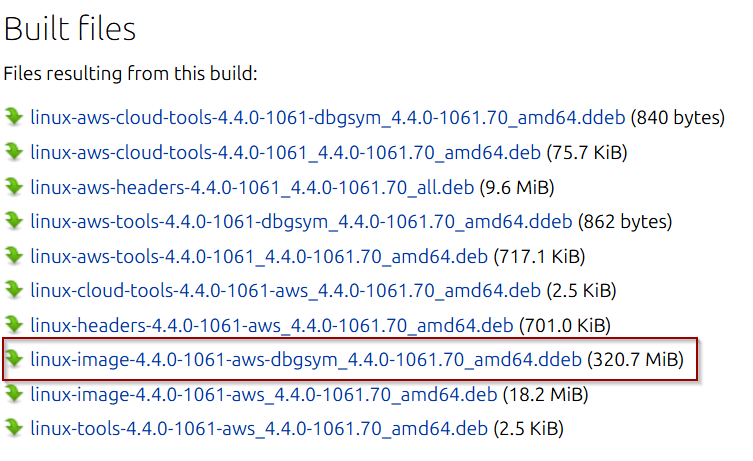 Built files
Files resulting from this build:
linux-aws-cloud-tools-4.4.0-1061-dbgsym_4.4.0-1061.70_amd64.ddeb (840 bytes)
linux-aws-cloud-tools-4.4.0-1061_4.4.0-1061.70_amd64.deb (75.7 KiB)
linux-aws-headers-4.4.0-1061_4.4.0-1061.70_all.deb (9.6 MiB)
linux-aws-tools-4.4.0-1061-dbgsym_4.4.0-1061.70_amd64.ddeb (862 bytes)
linux-aws-tools-4.4.0-1061_4.4.0-1061.70_amd64.deb (717.1 KiB)
linux-cloud-tools-4.4.0-1061-aws_4.4.0-1061.70_amd64.deb (2.5 KiB)
linux-headers-4.4.0-1061-aws_4.4.0-1061.70_amd64.deb (701.0 KiB)
linux-image-4.4.0-1061-aws-dbgsym_4.4.0-1061.70_amd64.ddeb (320.7 MiB)
linux-image-4.4.0-1061-aws_4.4.0-1061.70_amd64.deb (18.2 MiB)
linux-tools-4.4.0-1061-aws_4.4.0-1061.70_amd64.deb (2.5 KiB)